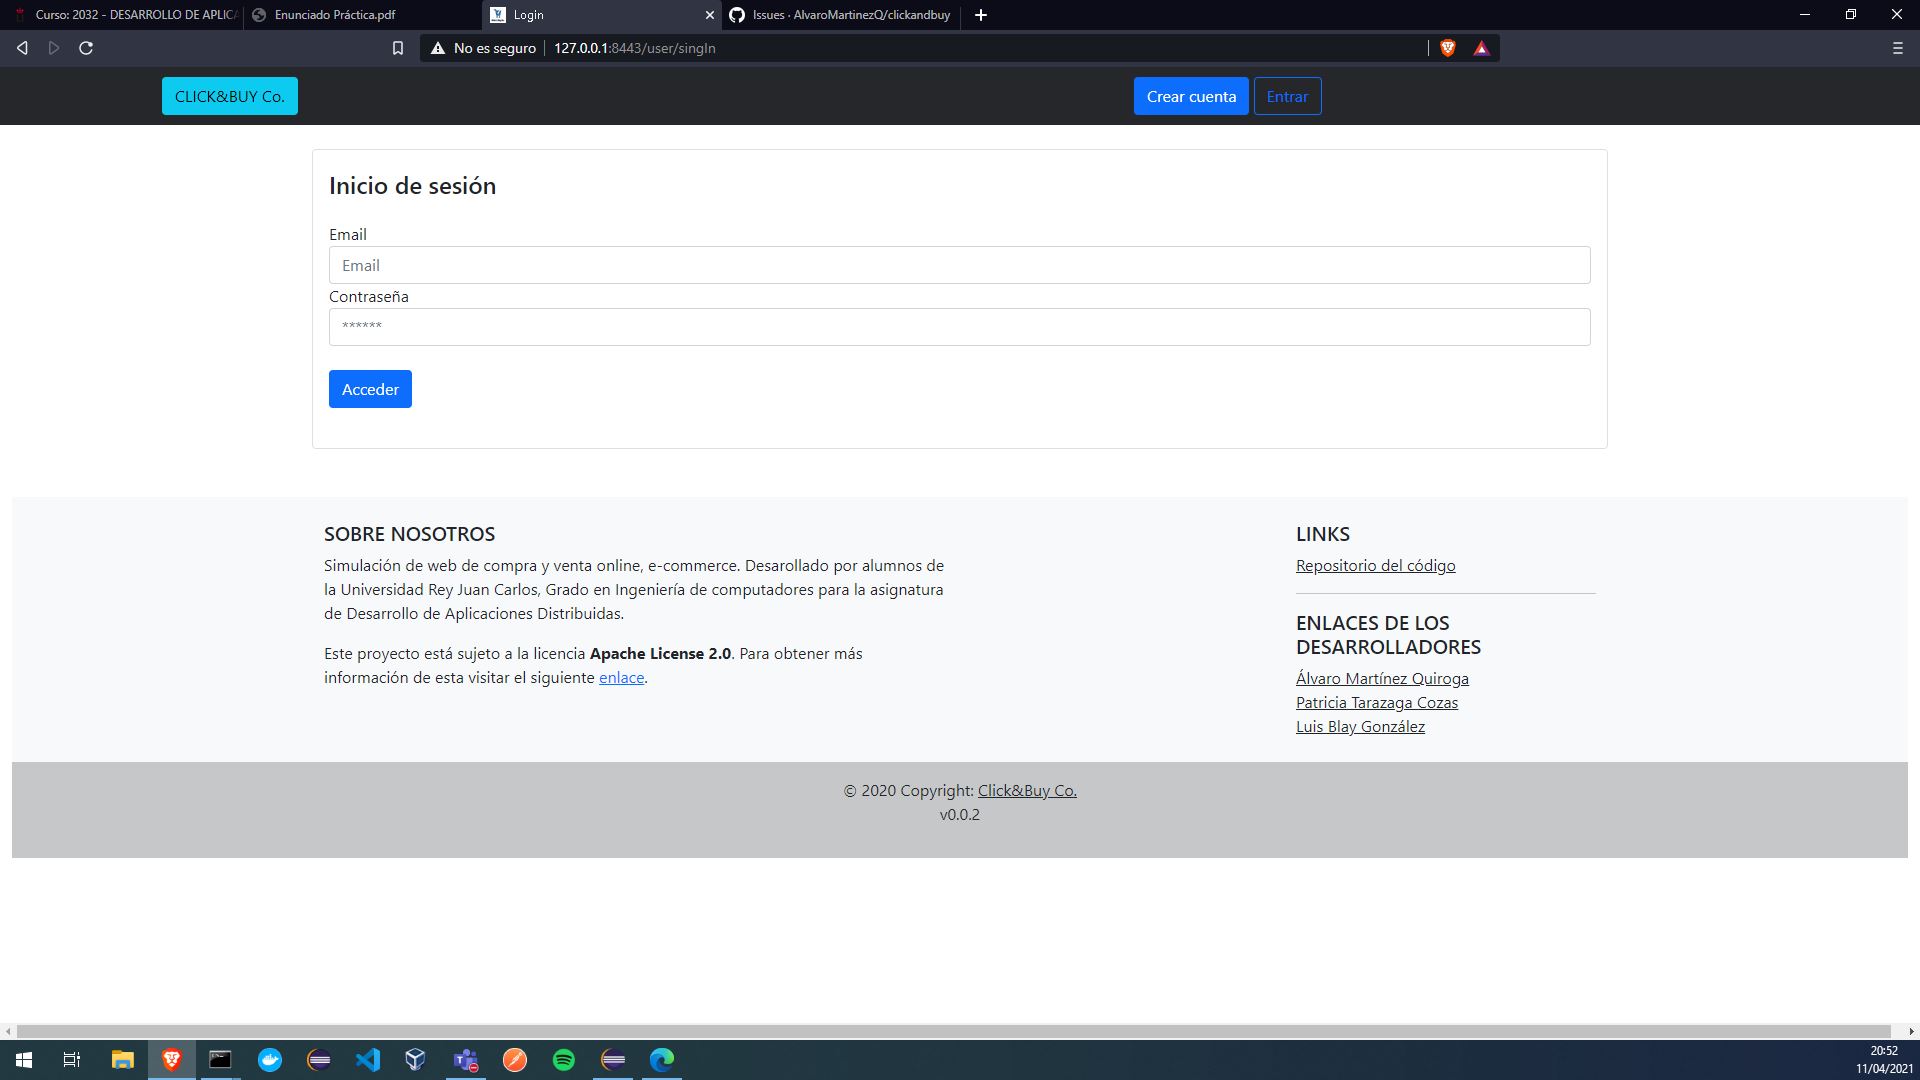 Curso: 2032 - DESARROLLO DE APLICA
Enunciado Práctica.pdf
Login
Issues · AlvaroMartinezQ/clickandbuy
No es seguro
127.0.0.1:8443/user/singIn
CLICK&BUY Co.
Crear cuenta
Entrar
Inicio de sesión
Email
Email
Contraseña
******
Acceder
SOBRE NOSOTROS
Simulación de web de compra y venta online, e-commerce. Desarollado por alumnos de
la Universidad Rey Juan Carlos, Grado en Ingeniería de computadores para la asignatura
de Desarrollo de Aplicaciones Distribuidas.
Este proyecto está sujeto a la licencia Apache License 2.0. Para obtener más
información de esta visitar el siguiente enlace.
LINKS
Repositorio del código
ENLACES DE LOS
DESARROLLADORES
Álvaro Martínez Quiroga
Patricia Tarazaga Cozas
Luis Blay González
© 2020 Copyright: Click&Buy Co.
v0.0.2
20:52
11/04/2021